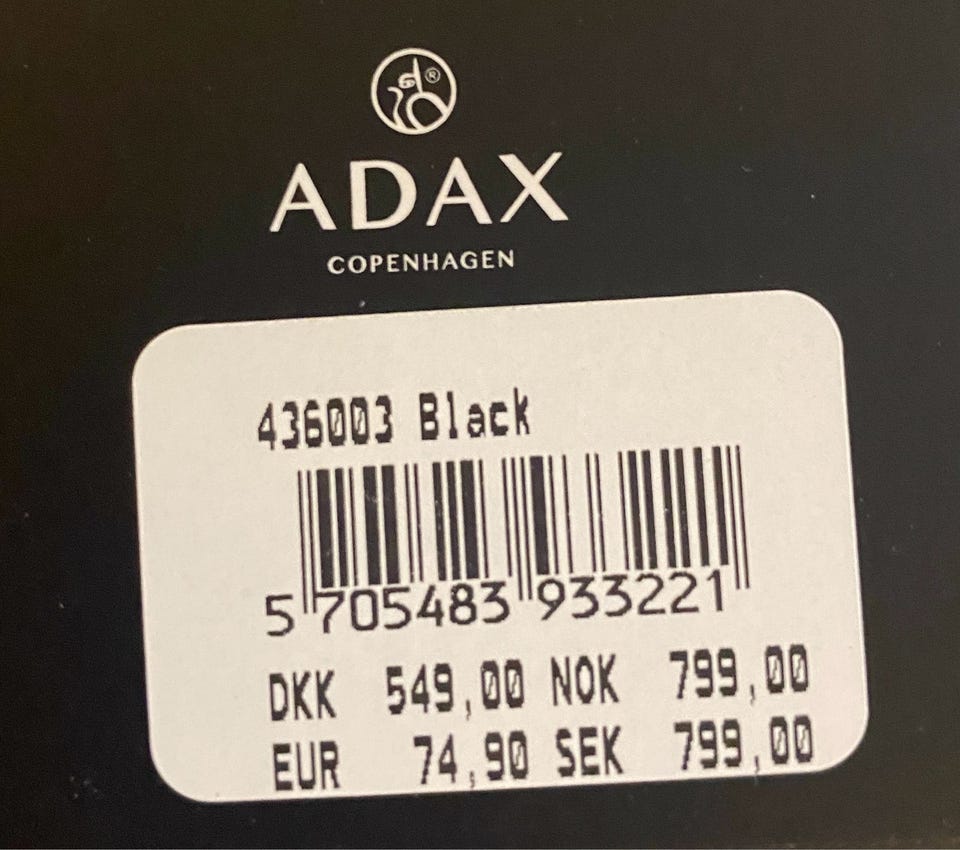 ®
ADAX
COPENHAGEN
436003 Black
5 705483 933221
DKK 549,00 NOK 799,00
EUR 74,90 SEK 799,00